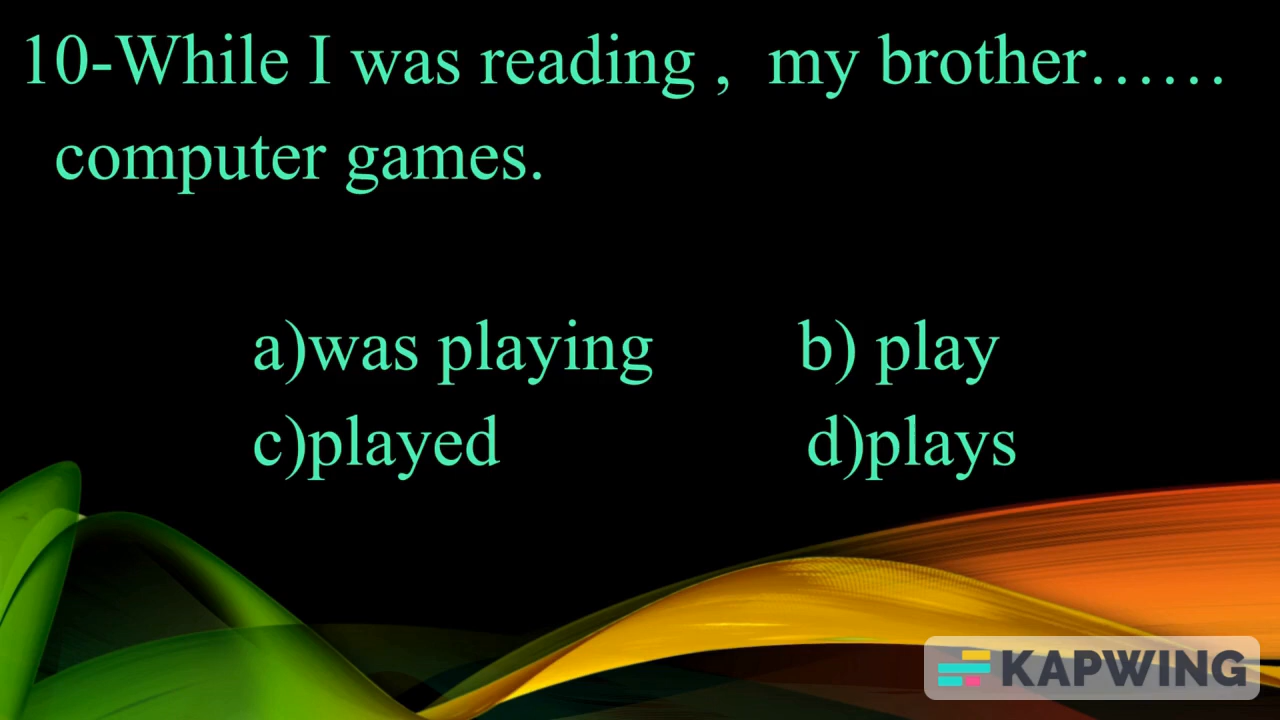 10-While I was reading ,  my brother……
computer games.
a)was playing b) play
c)played d)plays
KAPWING